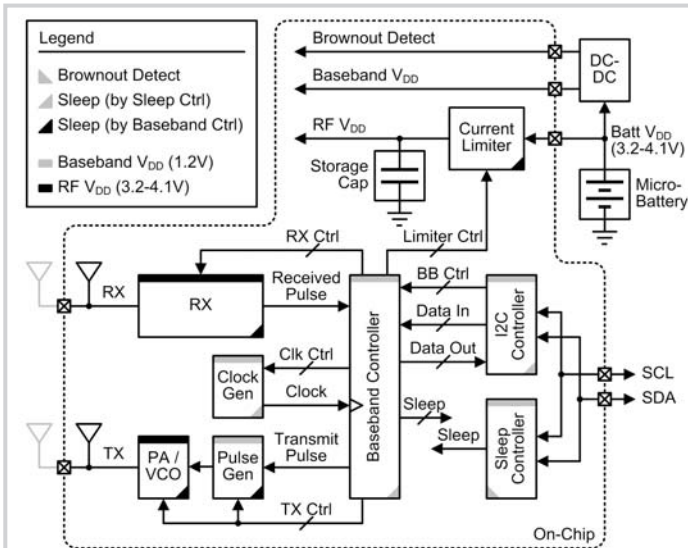 Legend
Brownout Detect
Sleep (by Sleep Ctrl)
Sleep (by Baseband Ctrl)
Baseband VDD (1.2V)
RF VDD (3.2-4.1V)
Brownout Detect
Baseband VDD
RF VDD
DC-
DC
Current
Limiter
Batt VDD
(3.2-4.1V)
Storage
Cap
Micro-
Battery
RX Ctrl
Limiter Ctrl
RX
RX
Received
Pulse
BB Ctrl
Data In
Data Out
I2C
Controller
Baseband Controller
Clock
Gen
Clk Ctrl
Clock
SCL
SDA
Sleep
Sleep
Sleep
Controller
TX
PA /
VCO
Pulse
Gen
Transmit
Pulse
TX Ctrl
On-Chip